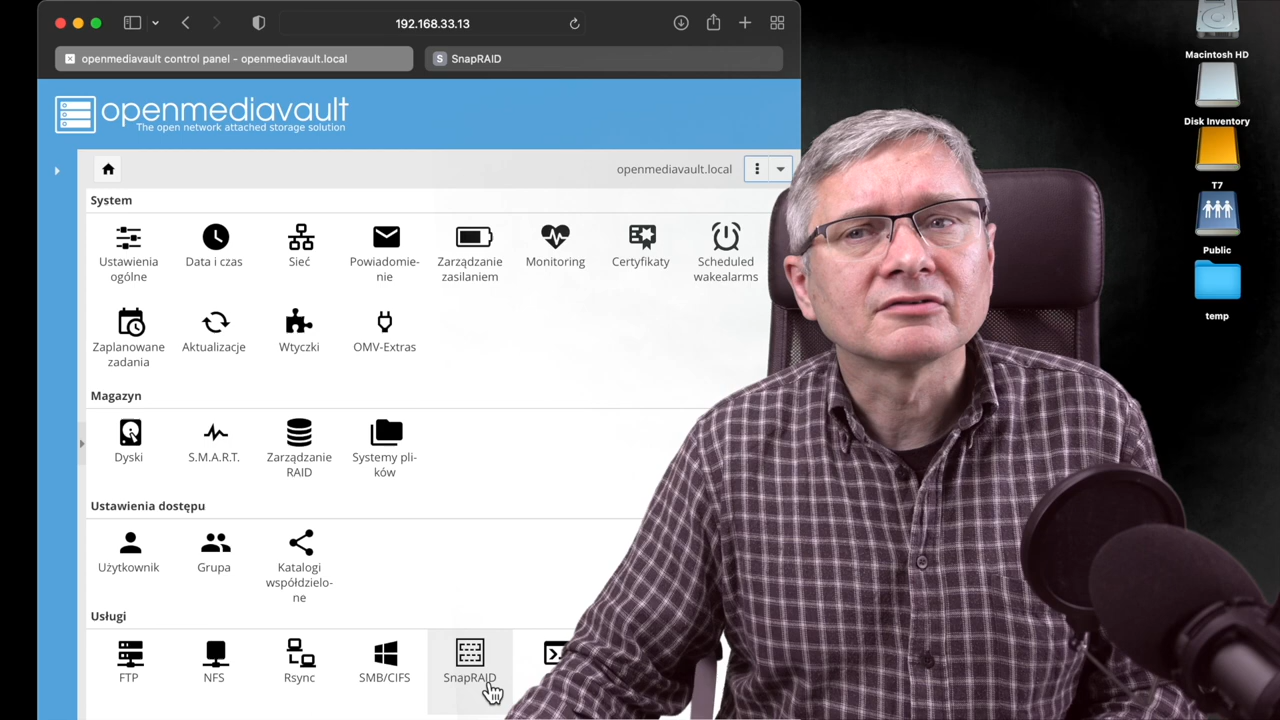 192.168.33.13
openmediavault control panel – openmediavault.local
S SnapRAID
openmediavault
The open network attached storage solution
openmediavault.local
System
Ustawienia
ogólne
Data i czas
Sieć
Powiadomie-
nie
Zarządzanie
zasilaniem
Monitoring
Certyfikaty
Scheduled
wakealarms
Zaplanowane
zadania
Aktualizacje
Wtyczki
OMV-Extras
Magazyn
Dyski
S.M.A.R.T.
Zarządzanie
RAID
Systemy pli-
ków
Ustawienia dostępu
Użytkownik
Grupa
Katalogi
współdzielo-
ne
Usługi
FTP
NFS
Rsync
SMB/CIFS
SnapRAID
Macintosh HD
Disk Inventory
T7
Public
temp